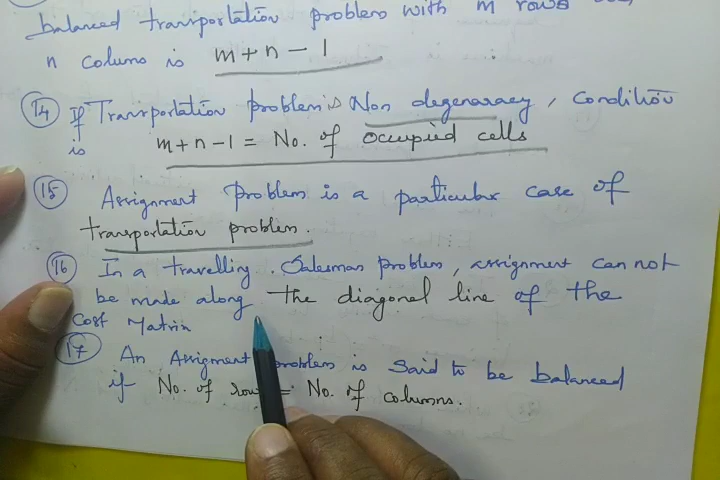 balanced transportation problem with m rows
n column is m+n-1
14 If Transportation problem is Non degenaracy, condition
is m+n-1 = No. of occupied cells
15 Assignment problem is a particular case of
transportation problem.
16 In a travelling Salesman problem, assignment can not
be made along the diagonal line of the
Cost Matrix
17 An Assigment problem is said to be balanced
if No. of rows = No. of columns.